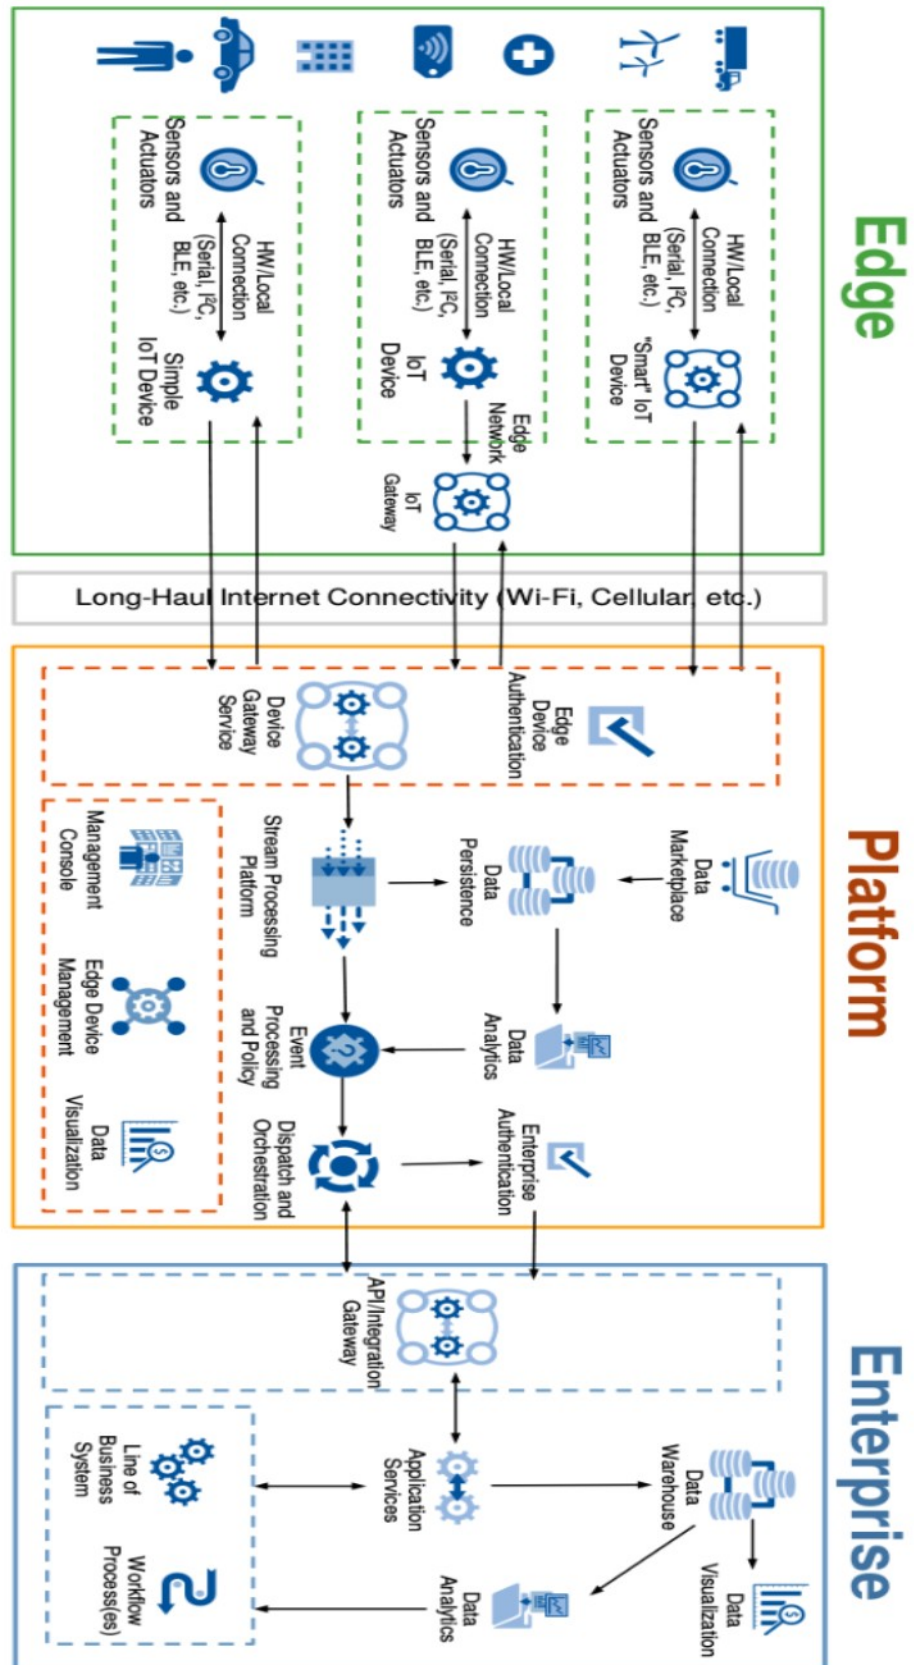 Edge
"Smart" IoT
Device
HW/Local
Connection
(Serial, I²C,
BLE, etc.)
Sensors and
Actuators
Edge
Network
IoT
Gateway
IoT
Device
HW/Local
Connection
(Serial, I²C,
BLE, etc.)
Sensors and
Actuators
Simple
IoT Device
HW/Local
Connection
(Serial, I²C,
BLE, etc.)
Sensors and
Actuators
Long-Haul Internet Connectivity (Wi-Fi, Cellular, etc.)
Platform
Edge
Device
Authentication
Device
Gateway
Service
Data
Marketplace
Data
Persistence
Stream Processing
Platform
Data
Analytics
Event
Processing
and Policy
Enterprise
Authentication
Dispatch and
Orchestration
Management
Console
Edge Device
Management
Data
Visualization
Enterprise
API/Integration
Gateway
Data
Warehouse
Application
Services
Line of
Business
System
Data
Visualization
Data
Analytics
Workflow
Process(es)